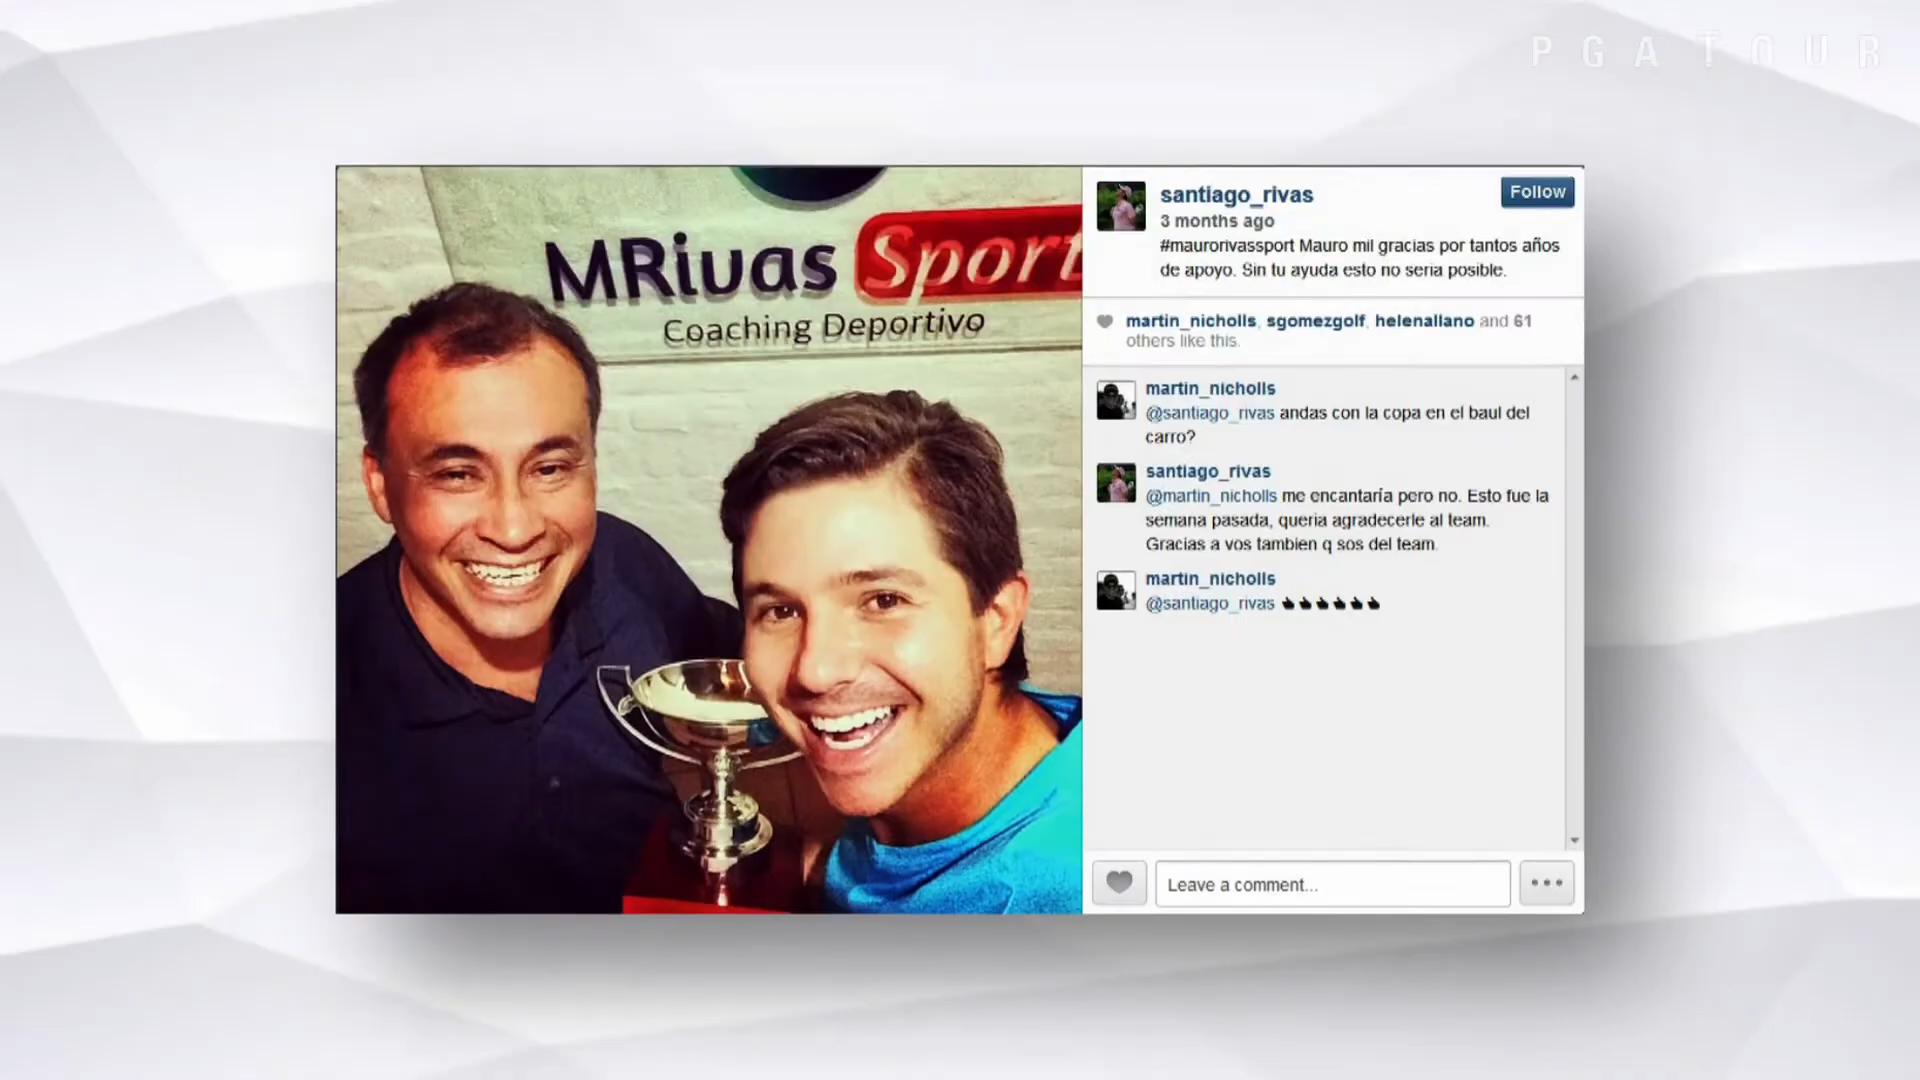 PGA TOUR
MRivas Sport
Coaching Deportivo
santiago_rivas
Follow
3 months ago
#maurorivassport Mauro mil gracias por tantos años
de apoyo. Sin tu ayuda esto no seria posible.
martin_nicholls, sgomezgolf, helenallano and 61
others like this.
martin_nicholls
@santiago_rivas andas con la copa en el baul del
carro?
santiago_rivas
@martin_nicholls me encantaría pero no. Esto fue la
semana pasada, queria agradecerle al team.
Gracias a vos tambien q sos del team.
martin_nicholls
@santiago_rivas
Leave a comment...